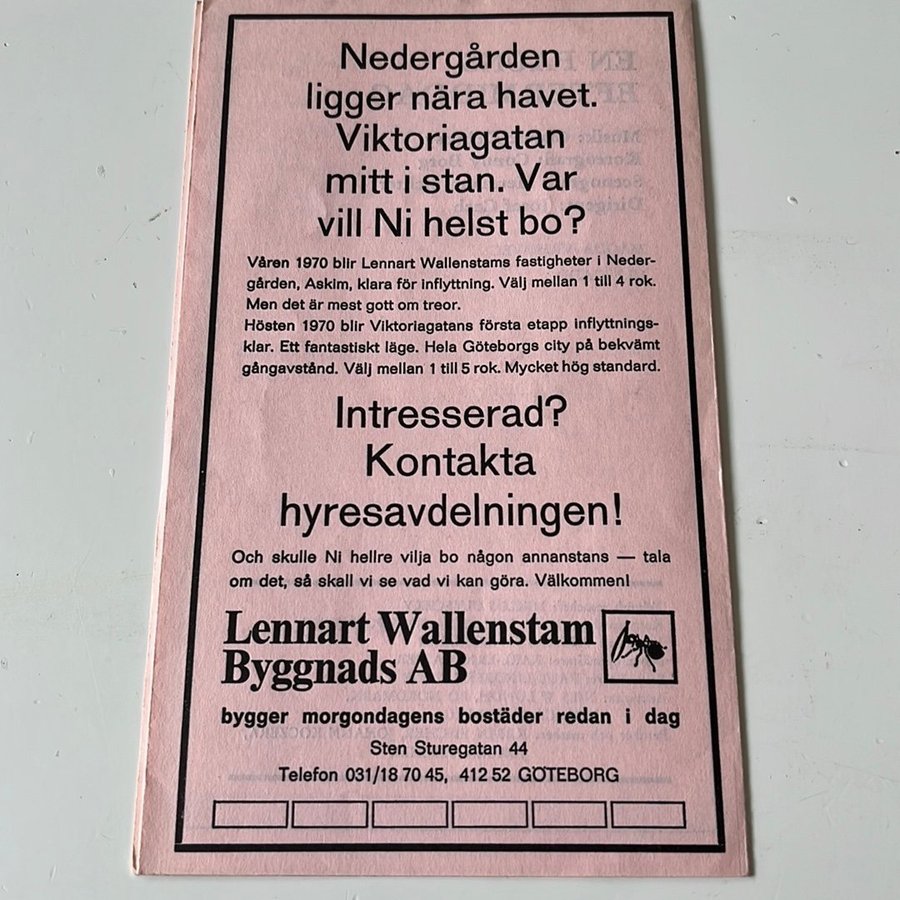 Nedergården
ligger nära havet.
Viktoriagatan
mitt i stan. Var
vill Ni helst bo?
Våren 1970 blir Lennart Wallenstams fastigheter i Neder-
gården, Askim, klara för inflyttning. Välj mellan 1 till 4 rok.
Men det är mest gott om treor.
Hösten 1970 blir Viktoriagatans första etapp inflyttnings-
klar. Ett fantastiskt läge. Hela Göteborgs city på bekvämt
gångavstånd. Välj mellan 1 till 5 rok. Mycket hög standard.
Intresserad?
Kontakta
hyresavdelningen!
Och skulle Ni hellre vilja bo någon annanstans — tala
om det, så skall vi se vad vi kan göra. Välkommen!
Lennart Wallenstam
Byggnads AB
bygger morgondagens bostäder redan i dag
Sten Sturegatan 44
Telefon 031/18 70 45, 412 52 GÖTEBORG